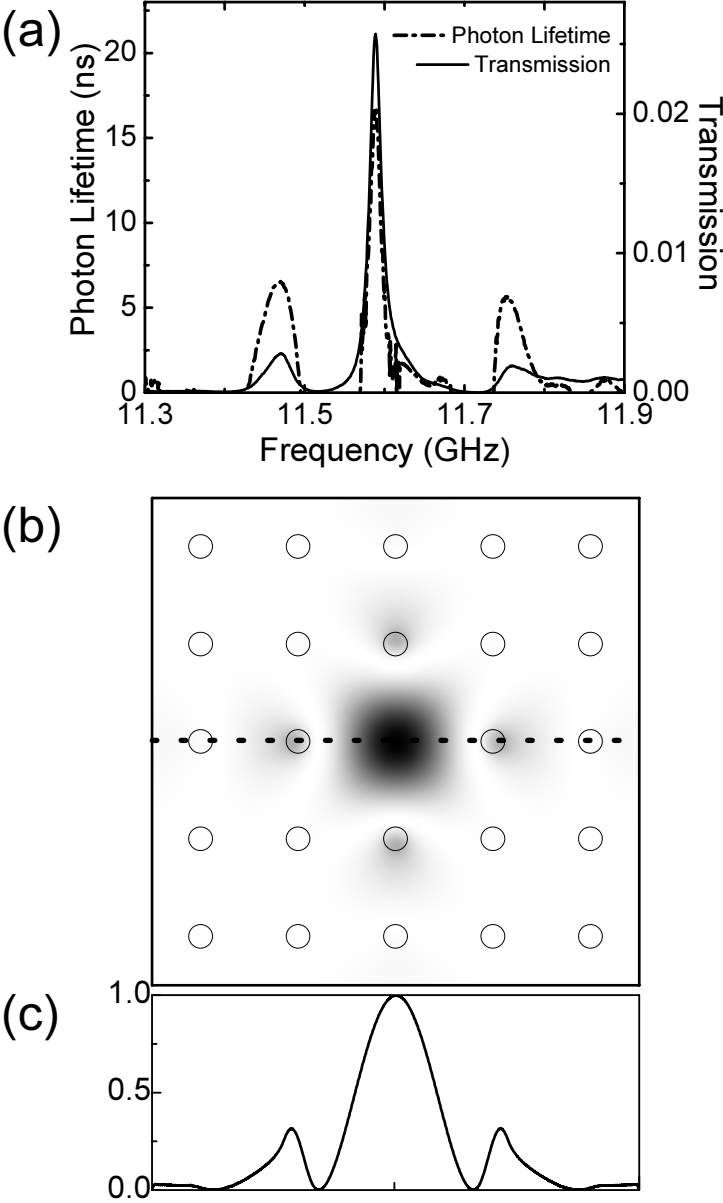 (a)
Photon Lifetime (ns)
20
15
10
5
0
Photon Lifetime
Transmission
0.02
0.01
0.00
Transmission
11.3
11.5
11.7
11.9
Frequency (GHz)
(b)
(c)
1.0
0.5
0.0